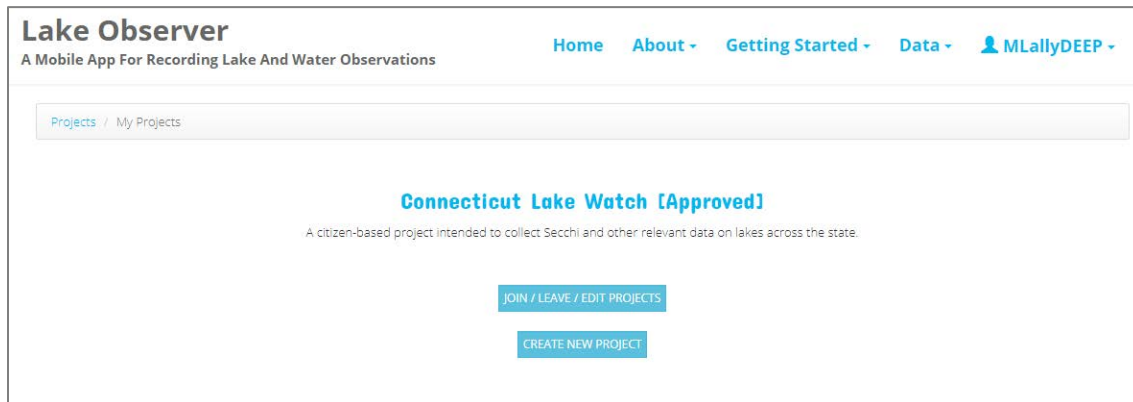 Lake Observer
A Mobile App For Recording Lake And Water Observations
Home About Getting Started Data MLallyDEEP
Projects / My Projects
Connecticut Lake Watch [Approved]
A citizen-based project intended to collect Secchi and other relevant data on lakes across the state.
JOIN / LEAVE / EDIT PROJECTS
CREATE NEW PROJECT